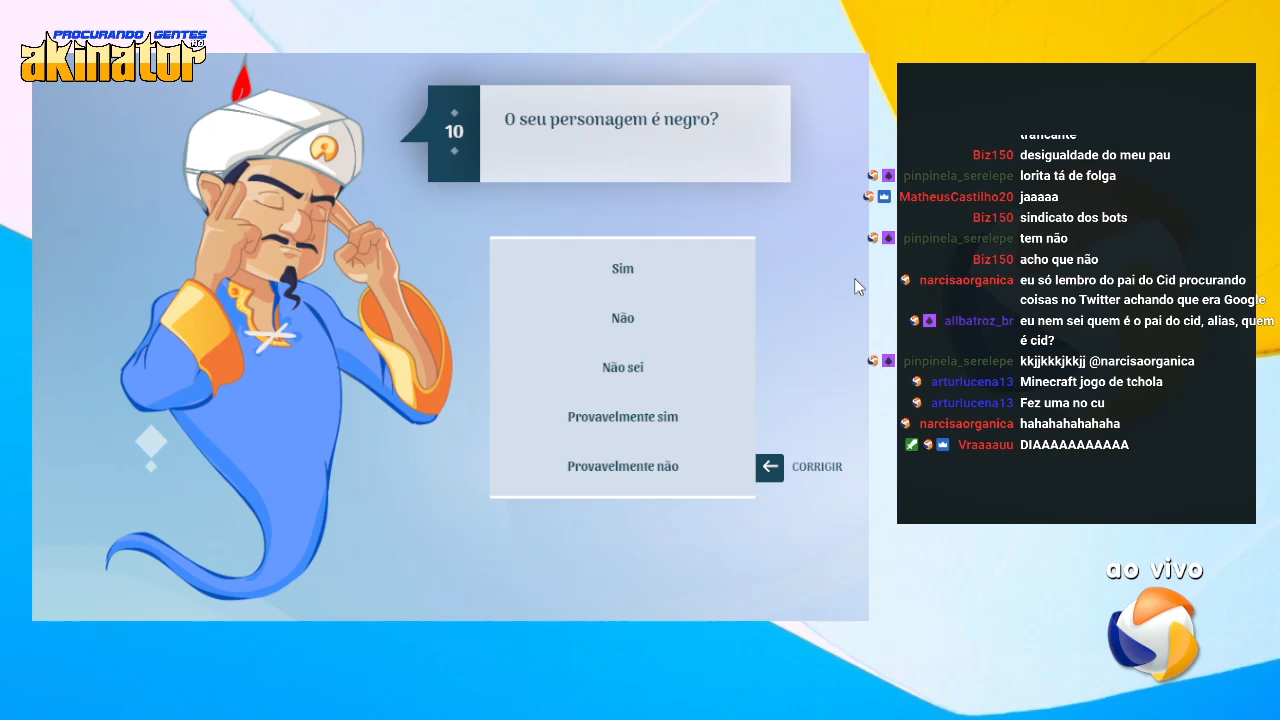 PROCURANDO GENTES
NO
akinator
10
O seu personagem é negro?
Sim
Não
Não sei
Provavelmente sim
Provavelmente não
CORRIGIR
trancante
Biz150 desigualdade do meu pau
pinpinela_serelepe lorita tá de folga
MatheusCastilho20 jaaaaa
Biz150 sindicato dos bots
pinpinela_serelepe tem não
Biz150 acho que não
narcisaorganica eu só lembro do pai do Cid procurando
coisas no Twitter achando que era Google
allbatroz_br eu nem sei quem é o pai do cid, alias, quem
é cid?
pinpinela_serelepe kkjjkkkjkkjj @narcisaorganica
arturlucena13 Minecraft jogo de tchola
arturlucena13 Fez uma no cu
narcisaorganica hahahahahahaha
Vraaaauu DIAAAAAAAAAAA
ao vivo